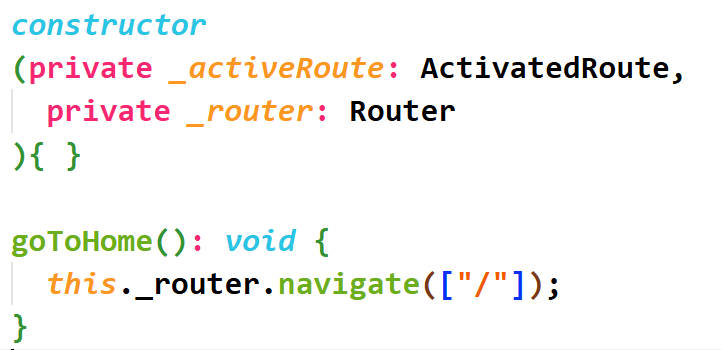 constructor
(private _activeRoute: ActivatedRoute,
  private _router: Router
){ }

goToHome(): void {
  this._router.navigate(["/"]);
}